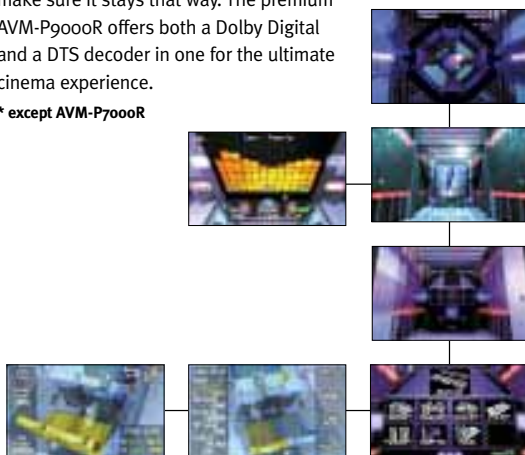 make sure it stays that way. The premium
AVM-P9000R offers both a Dolby Digital
and a DTS decoder in one for the ultimate
cinema experience.
* except AVM-P7000R